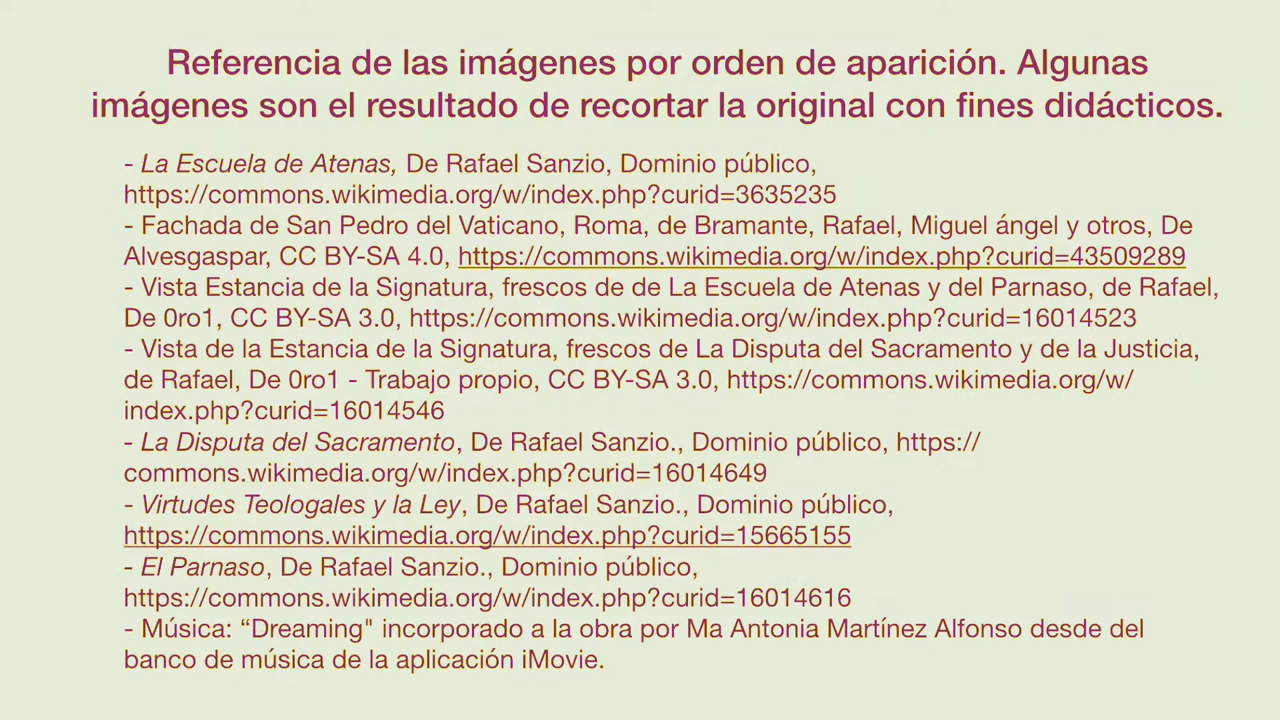 Referencia de las imágenes por orden de aparición. Algunas
imágenes son el resultado de recortar la original con fines didácticos.
- La Escuela de Atenas, De Rafael Sanzio, Dominio público,
https://commons.wikimedia.org/w/index.php?curid=3635235
- Fachada de San Pedro del Vaticano, Roma, de Bramante, Rafael, Miguel ángel y otros, De
Alvesgaspar, CC BY-SA 4.0, https://commons.wikimedia.org/w/index.php?curid=43509289
- Vista Estancia de la Signatura, frescos de de La Escuela de Atenas y del Parnaso, de Rafael,
De 0ro1, CC BY-SA 3.0, https://commons.wikimedia.org/w/index.php?curid=16014523
- Vista de la Estancia de la Signatura, frescos de La Disputa del Sacramento y de la Justicia,
de Rafael, De 0ro1 - Trabajo propio, CC BY-SA 3.0, https://commons.wikimedia.org/w/
index.php?curid=16014546
- La Disputa del Sacramento, De Rafael Sanzio., Dominio público, https://
commons.wikimedia.org/w/index.php?curid=16014649
- Virtudes Teologales y la Ley, De Rafael Sanzio., Dominio público,
https://commons.wikimedia.org/w/index.php?curid=15665155
- El Parnaso, De Rafael Sanzio., Dominio público,
https://commons.wikimedia.org/w/index.php?curid=16014616
- Música: “Dreaming" incorporado a la obra por Ma Antonia Martínez Alfonso desde del
banco de música de la aplicación iMovie.